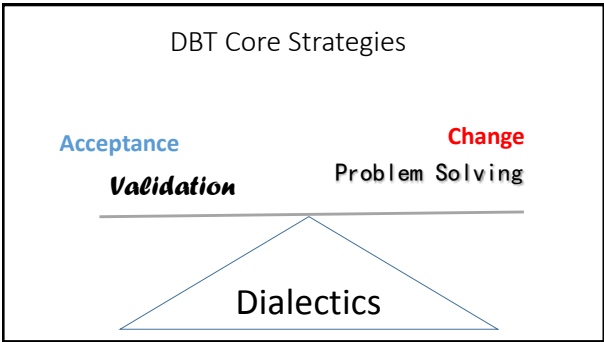 DBT Core Strategies
Acceptance
Change
Validation
Problem Solving
Dialectics